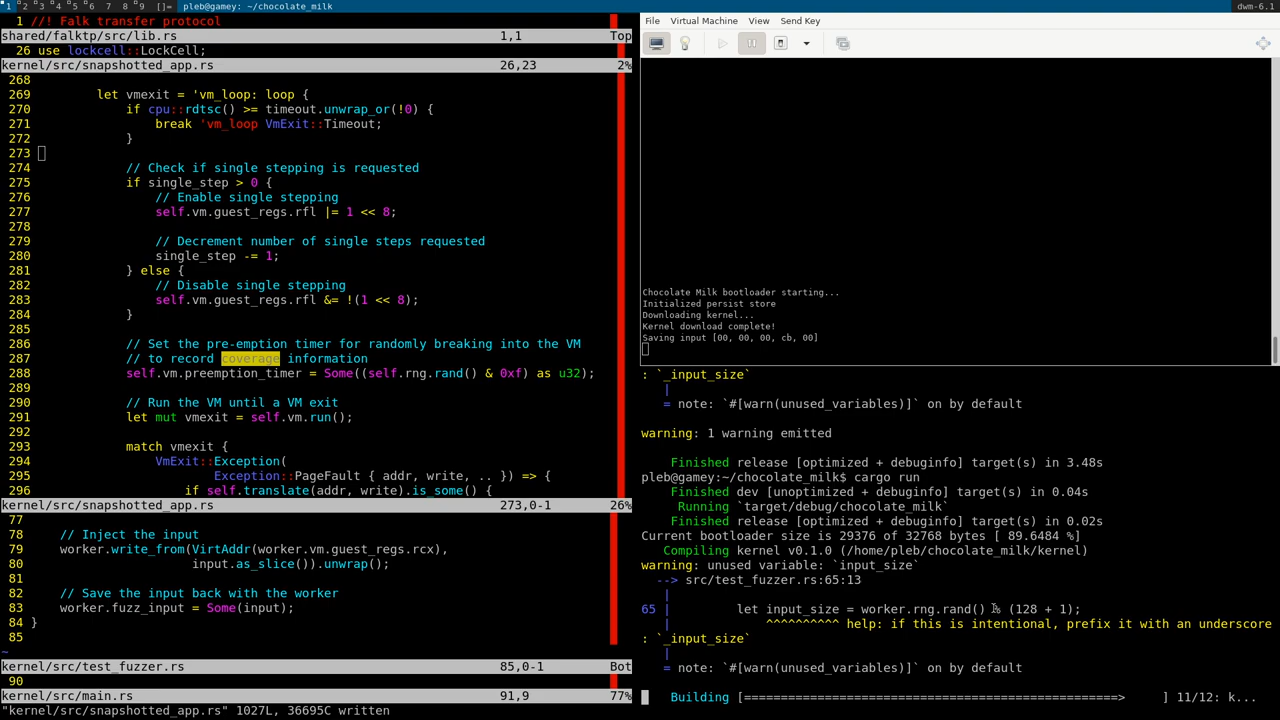 1 2 3 4 5 6 7 8 9 []= pleb@gamey: ~/chocolate_milk dwm-6.1
1 //! Falk transfer protocol
shared/falktp/src/lib.rs 1,1 Top
26 use lockcell::LockCell;
kernel/src/snapshotted_app.rs 26,23 2%
268
269 let vmexit = 'vm_loop: loop {
270 if cpu::rdtsc() >= timeout.unwrap_or(!0) {
271 break 'vm_loop VmExit::Timeout;
272 }
273
274 // Check if single stepping is requested
275 if single_step > 0 {
276 // Enable single stepping
277 self.vm.guest_regs.rfl |= 1 << 8;
278
279 // Decrement number of single steps requested
280 single_step -= 1;
281 } else {
282 // Disable single stepping
283 self.vm.guest_regs.rfl &= !(1 << 8);
284 }
285
286 // Set the pre-emption timer for randomly breaking into the VM
287 // to record coverage information
288 self.vm.preemption_timer = Some((self.rng.rand() & 0xf) as u32);
289
290 // Run the VM until a VM exit
291 let mut vmexit = self.vm.run();
292
293 match vmexit {
294 VmExit::Exception(
295 Exception::PageFault { addr, write, .. }) => {
296 if self.translate(addr, write).is_some() {
kernel/src/snapshotted_app.rs 273,0-1 26%
77
78 // Inject the input
79 worker.write_from(VirtAddr(worker.vm.guest_regs.rcx),
80 input.as_slice()).unwrap();
81
82 // Save the input back with the worker
83 worker.fuzz_input = Some(input);
84 }
85
~
kernel/src/test_fuzzer.rs 85,0-1 Bot
90
kernel/src/main.rs 91,9 77%
"kernel/src/snapshotted_app.rs" 1027L, 36695C written
File Virtual Machine View Send Key
Chocolate Milk bootloader starting...
Initialized persist store
Downloading kernel...
Kernel download complete!
Saving input [00, 00, 00, cb, 00]
: `_input_size`
|
= note: `#[warn(unused_variables)]` on by default
warning: 1 warning emitted
Finished release [optimized + debuginfo] target(s) in 3.48s
pleb@gamey:~/chocolate_milk$ cargo run
Finished dev [unoptimized + debuginfo] target(s) in 0.04s
Running `target/debug/chocolate_milk`
Finished release [optimized + debuginfo] target(s) in 0.02s
Current bootloader size is 29376 of 32768 bytes [ 89.6484 %]
Compiling kernel v0.1.0 (/home/pleb/chocolate_milk/kernel)
warning: unused variable: `input_size`
--> src/test_fuzzer.rs:65:13
|
65 | let input_size = worker.rng.rand() % (128 + 1);
| ^^^^^^^^^^ help: if this is intentional, prefix it with an underscore
: `_input_size`
|
= note: `#[warn(unused_variables)]` on by default
Building [===================================================> ] 11/12: k...